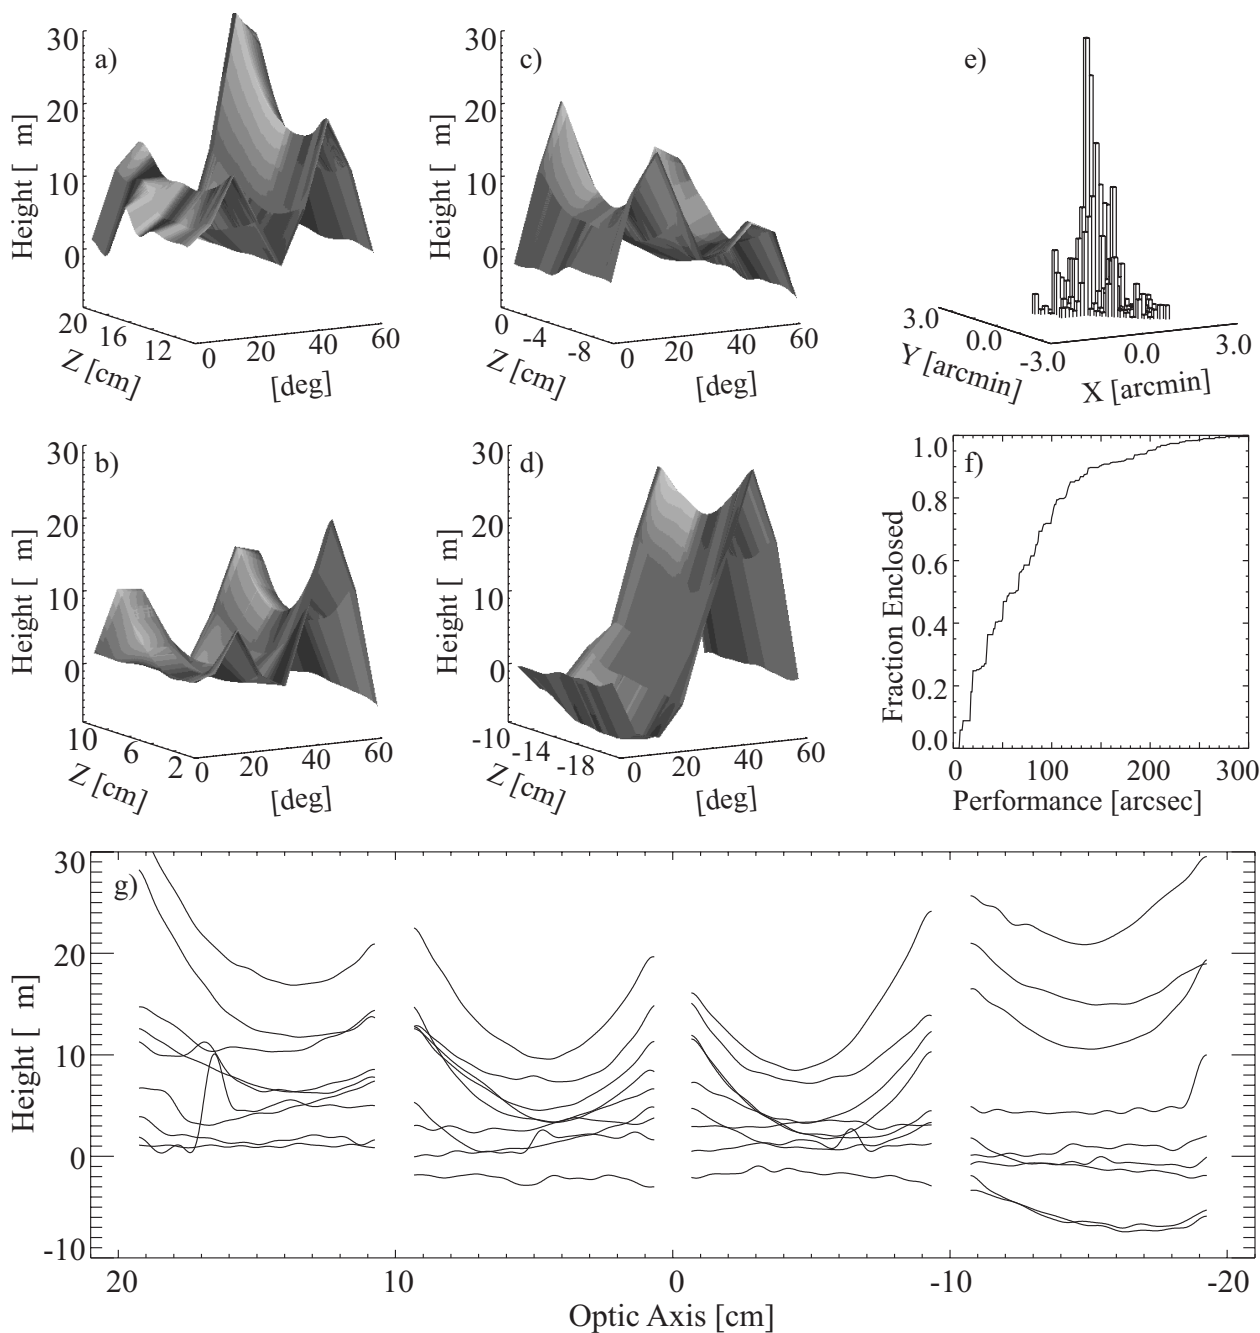 a)
30
20
10
0
Height [ m]
20
16
12
Z [cm]
0
20
40
60
[deg]
c)
30
20
10
0
Height [ m]
0
-4
-8
Z [cm]
0
20
40
60
[deg]
e)
3.0
0.0
-3.0
Y [arcmin]
0.0
3.0
X [arcmin]
b)
30
20
10
0
Height [ m]
10
6
2
Z [cm]
0
20
40
60
[deg]
d)
30
20
10
0
Height [ m]
-10
-14
-18
Z [cm]
0
20
40
60
[deg]
f)
1.0
0.8
0.6
0.4
0.2
0.0
Fraction Enclosed
0
100
200
300
Performance [arcsec]
g)
30
20
10
0
-10
Height [ m]
20
10
0
-10
-20
Optic Axis [cm]